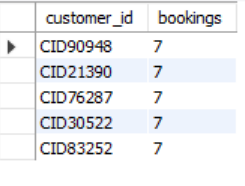 customer_id bookings
CID90948 7
CID21390 7
CID76287 7
CID30522 7
CID83252 7